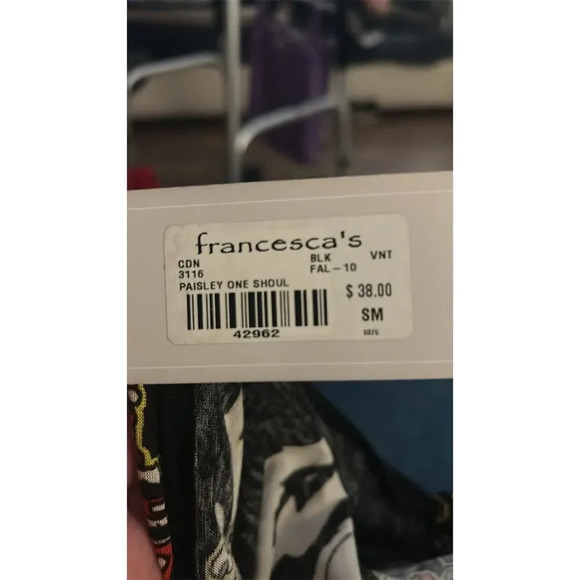 francesca's
CDN BLK VNT
3116 FAL-10
PAISLEY ONE SHOUL $ 38.00
42962 SM